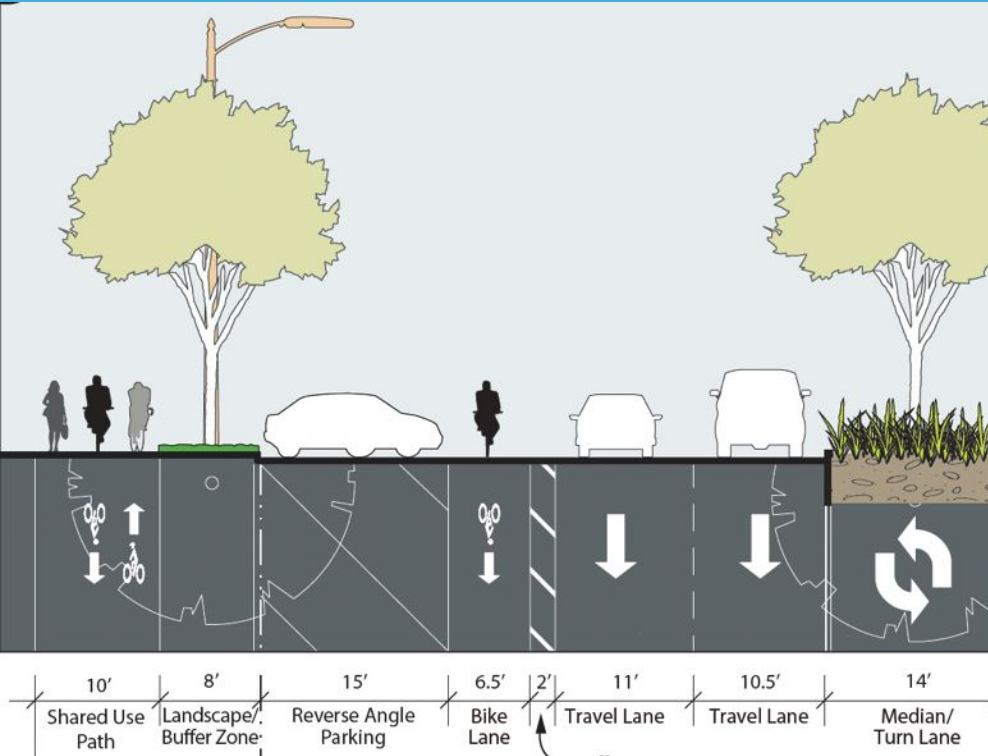 10’
8’
15’
6.5’
2’
11’
10.5’
14’
Shared Use
Path
Landscape/
Buffer Zone
Reverse Angle
Parking
Bike
Lane
Travel Lane
Travel Lane
Median/
Turn Lane